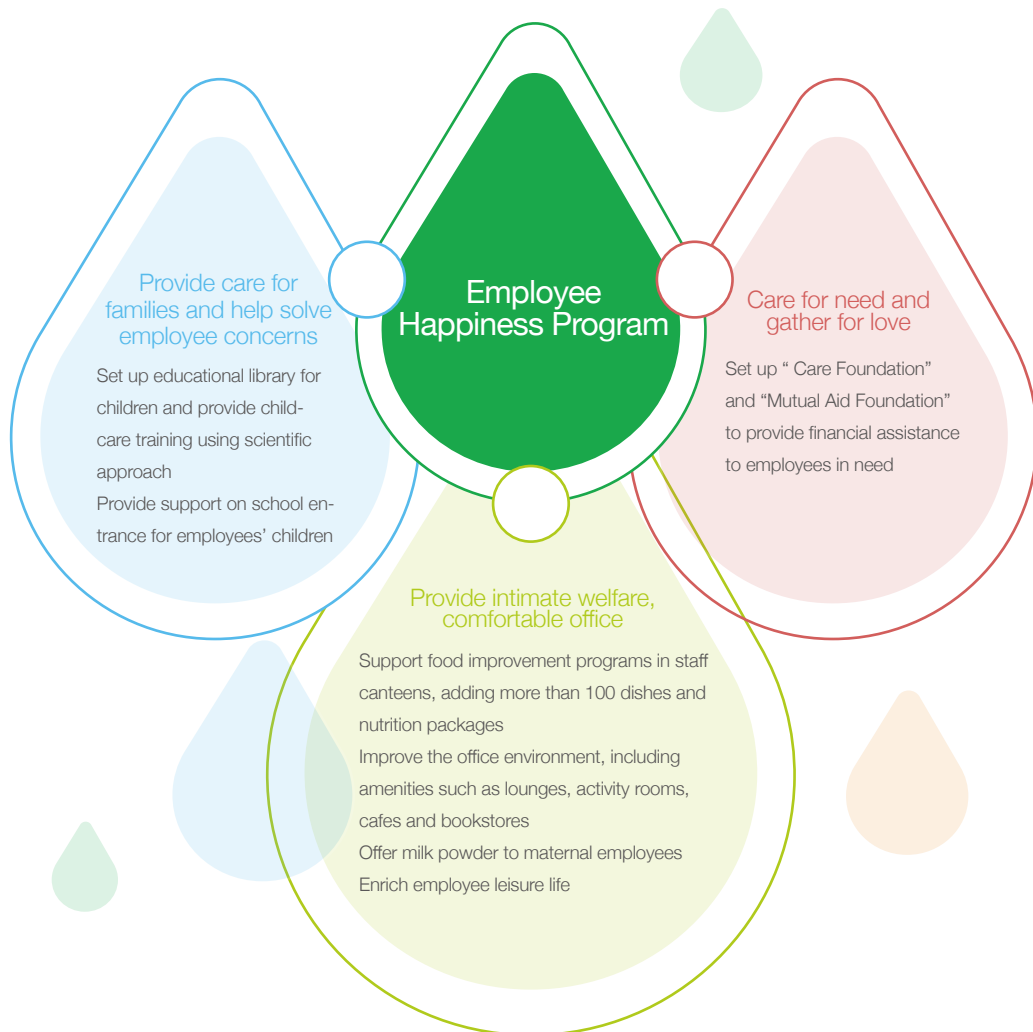 Employee
Happiness Program
Provide care for
families and help solve
employee concerns
Set up educational library for
children and provide child-
care training using scientific
approach
Provide support on school en-
trance for employees’ children
Care for need and
gather for love
Set up “ Care Foundation”
and “Mutual Aid Foundation”
to provide financial assistance
to employees in need
Provide intimate welfare,
comfortable office
Support food improvement programs in staff
canteens, adding more than 100 dishes and
nutrition packages
Improve the office environment, including
amenities such as lounges, activity rooms,
cafes and bookstores
Offer milk powder to maternal employees
Enrich employee leisure life